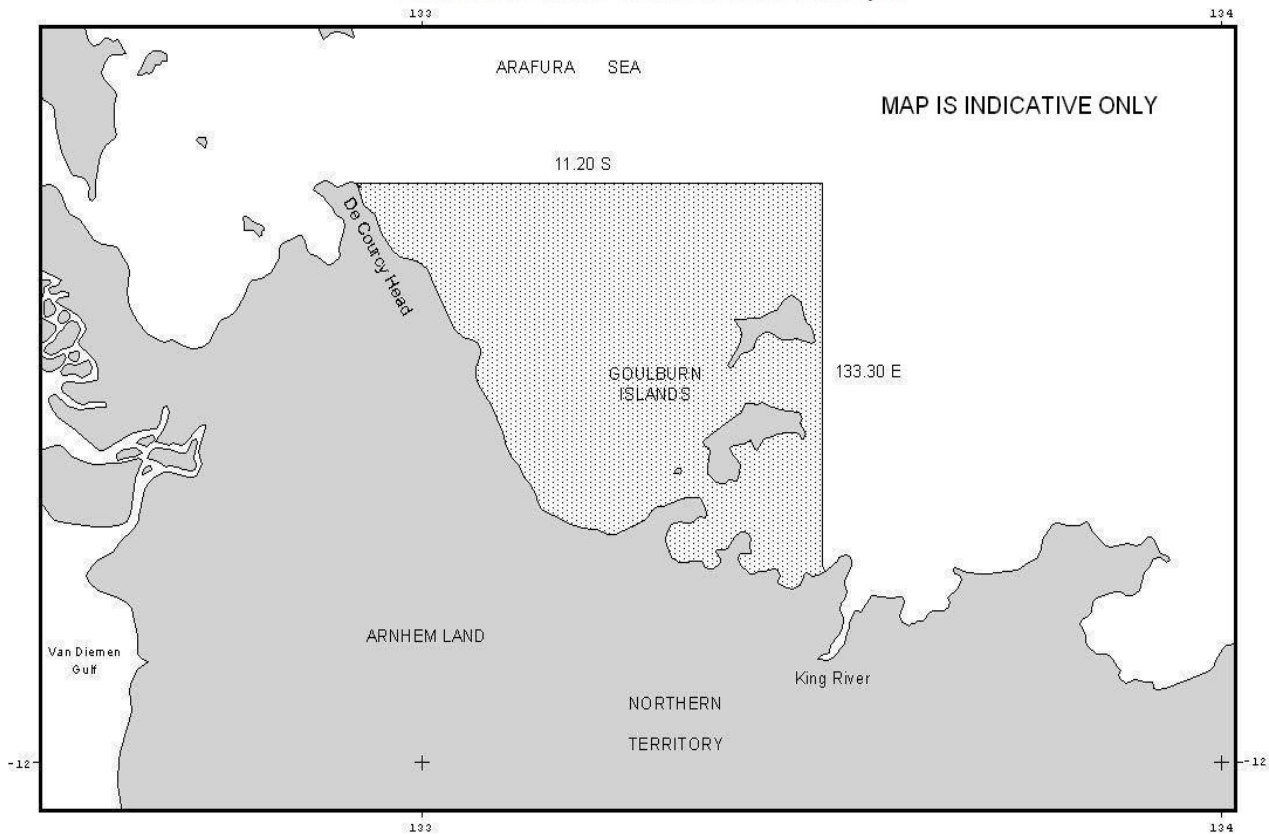 133 134
ARAFURA SEA
MAP IS INDICATIVE ONLY
11.20 S
De Courcy Head
133.30 E
GOULBURN
ISLANDS
ARNHEM LAND
Van Diemen
Gulf
King River
NORTHERN
TERRITORY
-12 -12
133 134